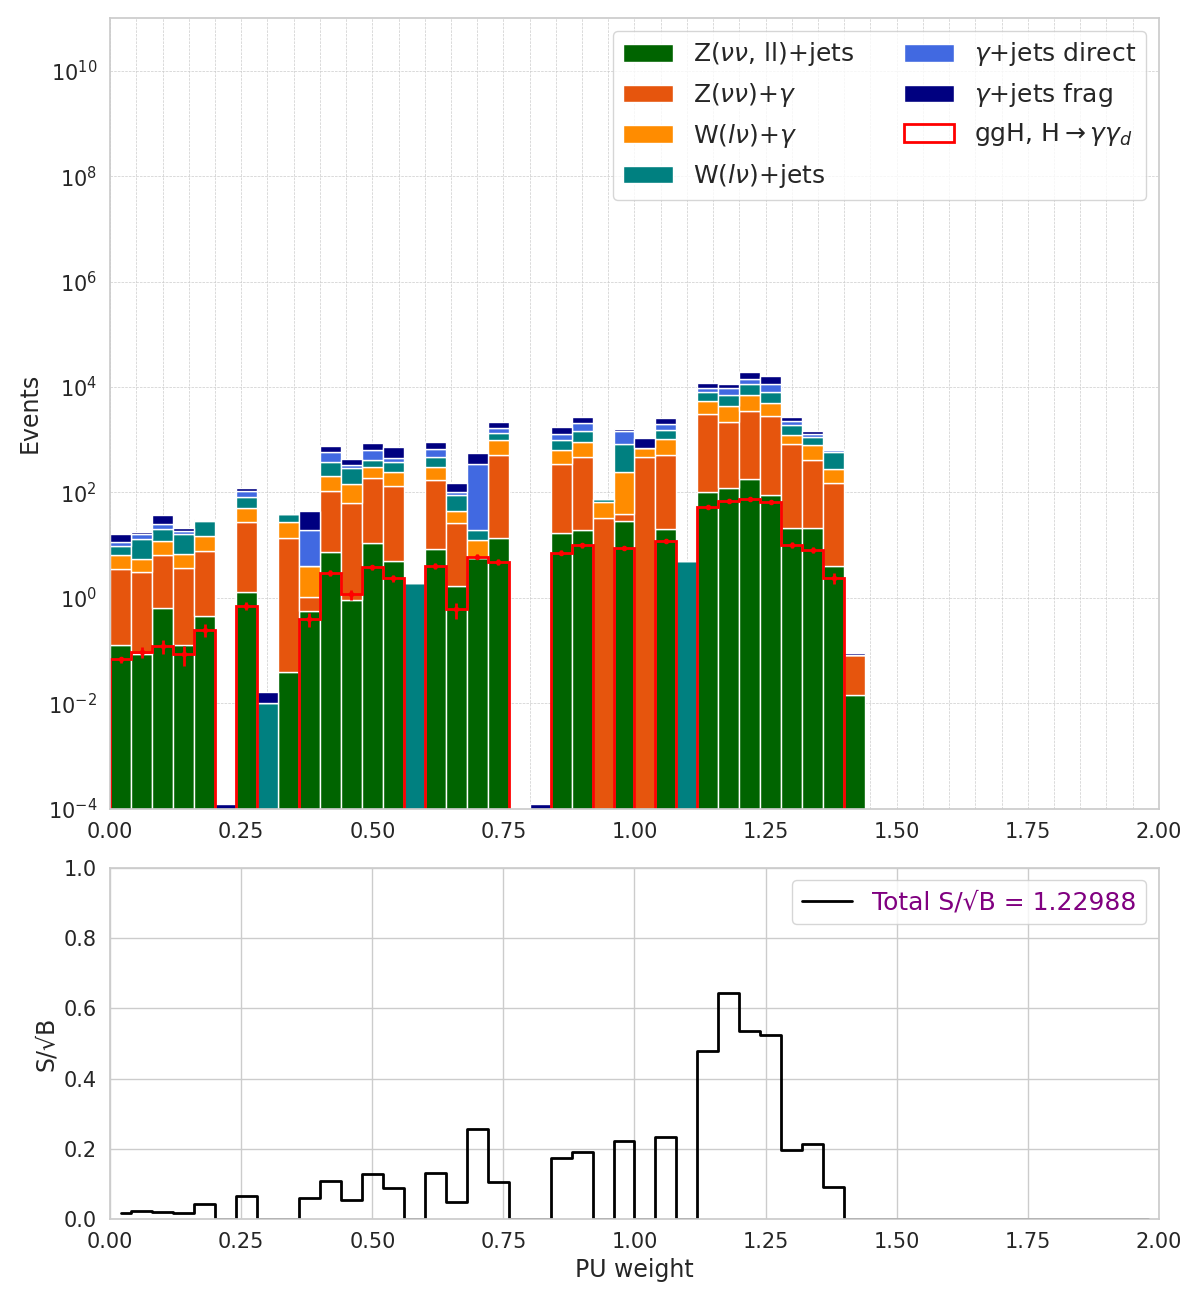 Z(νν, ll)+jets
Z(νν)+γ
W(lν)+γ
W(lν)+jets
γ+jets direct
γ+jets frag
ggH, H→γγ_d
Events
10^10
10^8
10^6
10^4
10^2
10^0
10^−2
10^−4
0.00 0.25 0.50 0.75 1.00 1.25 1.50 1.75 2.00
Total S/√B = 1.22988
S/√B
1.0
0.8
0.6
0.4
0.2
0.0
0.00 0.25 0.50 0.75 1.00 1.25 1.50 1.75 2.00
PU weight